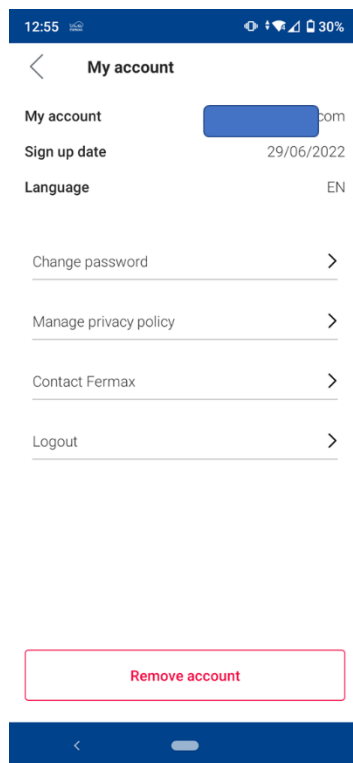 12:55 30%
My account
My account com
Sign up date 29/06/2022
Language EN
Change password
Manage privacy policy
Contact Fermax
Logout
Remove account